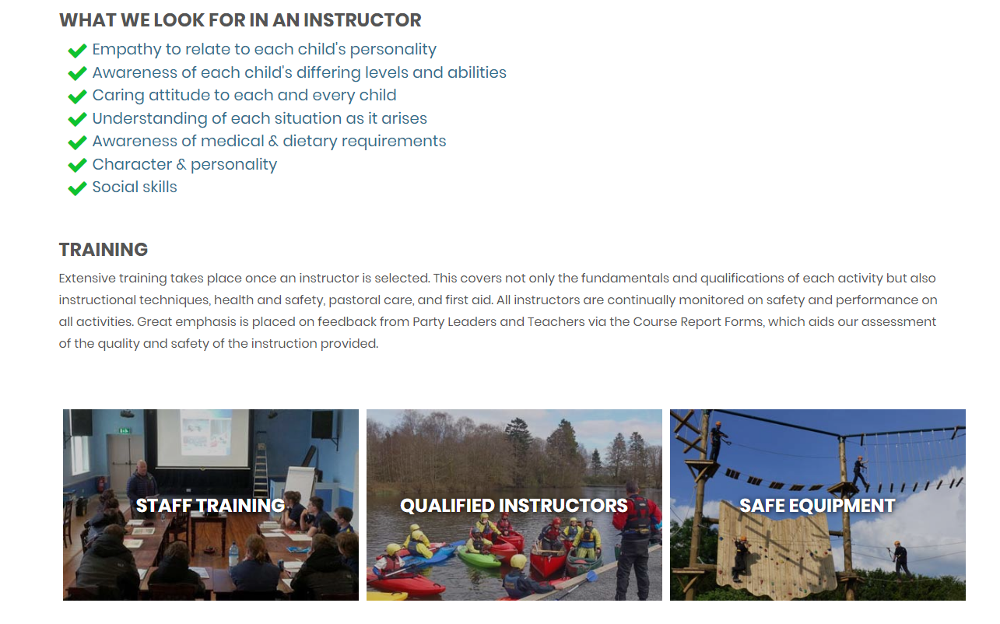 WHAT WE LOOK FOR IN AN INSTRUCTOR
Empathy to relate to each child's personality
Awareness of each child's differing levels and abilities
Caring attitude to each and every child
Understanding of each situation as it arises
Awareness of medical & dietary requirements
Character & personality
Social skills
TRAINING
Extensive training takes place once an instructor is selected. This covers not only the fundamentals and qualifications of each activity but also
instructional techniques, health and safety, pastoral care, and first aid. All instructors are continually monitored on safety and performance on
all activities. Great emphasis is placed on feedback from Party Leaders and Teachers via the Course Report Forms, which aids our assessment
of the quality and safety of the instruction provided.
STAFF TRAINING
QUALIFIED INSTRUCTORS
SAFE EQUIPMENT